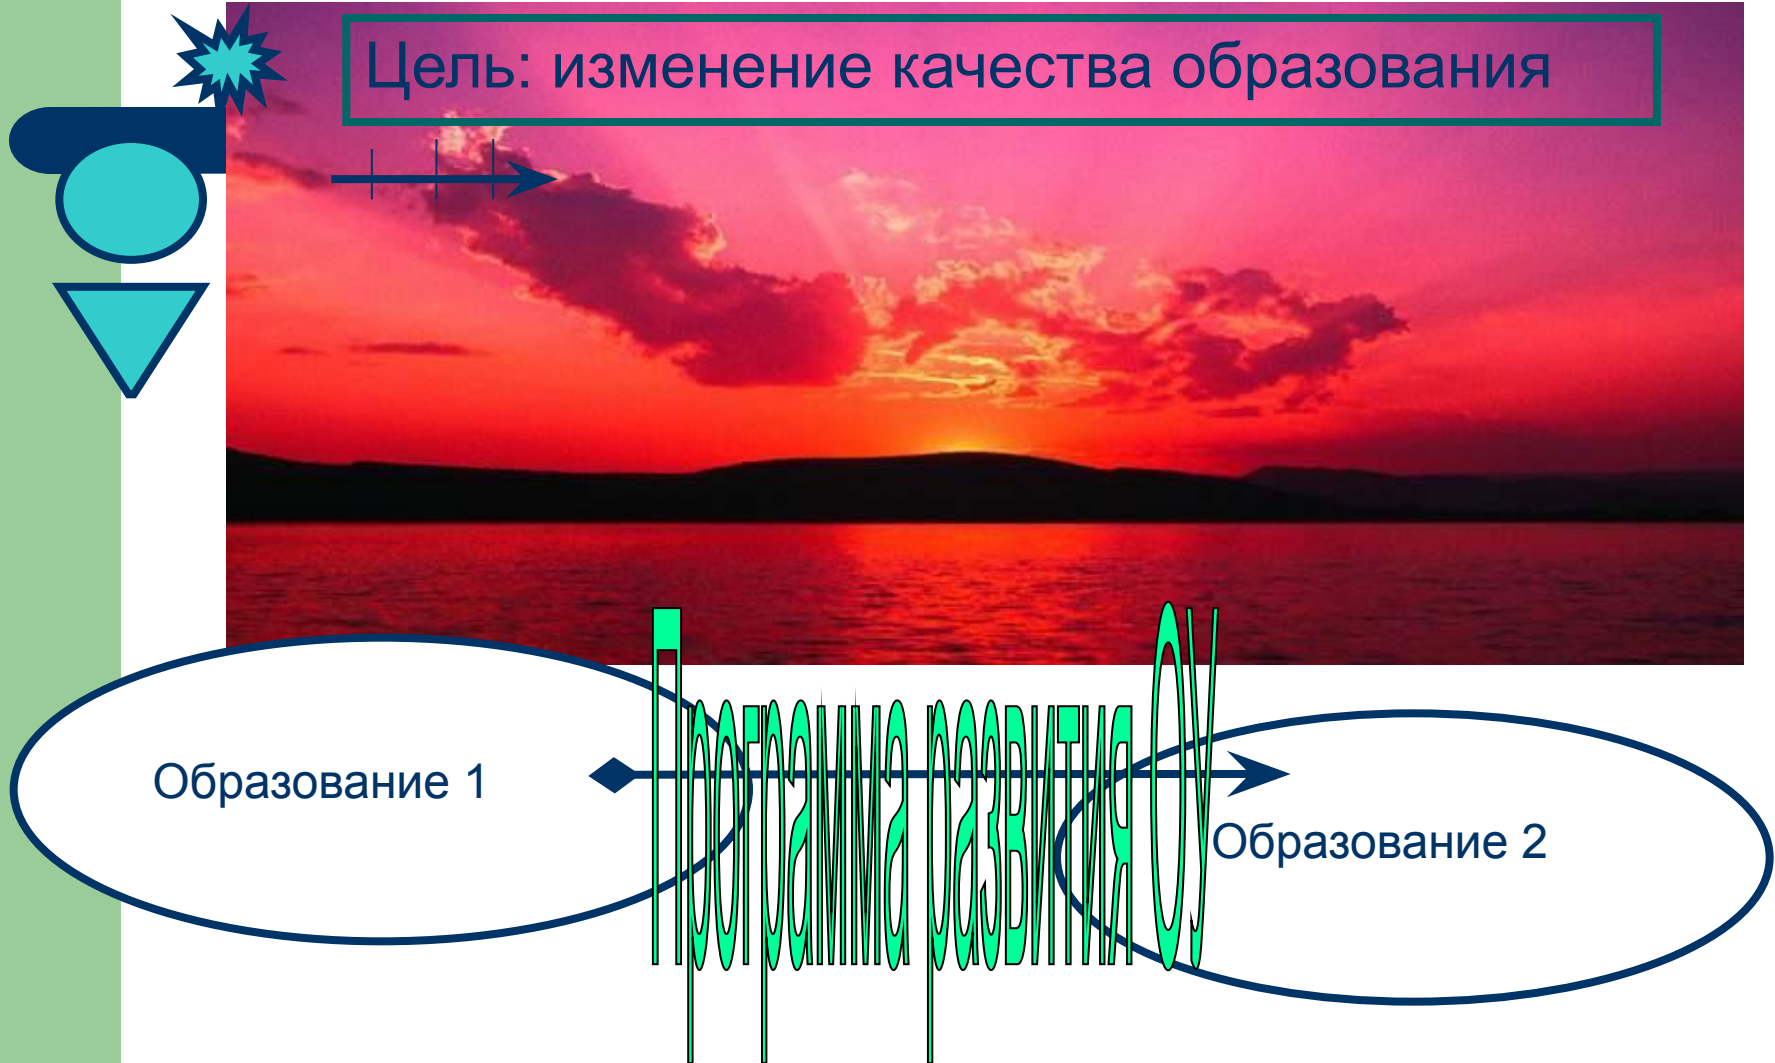 Цель: изменение качества образования
Программа развития ОУ
Образование 1
Образование 2